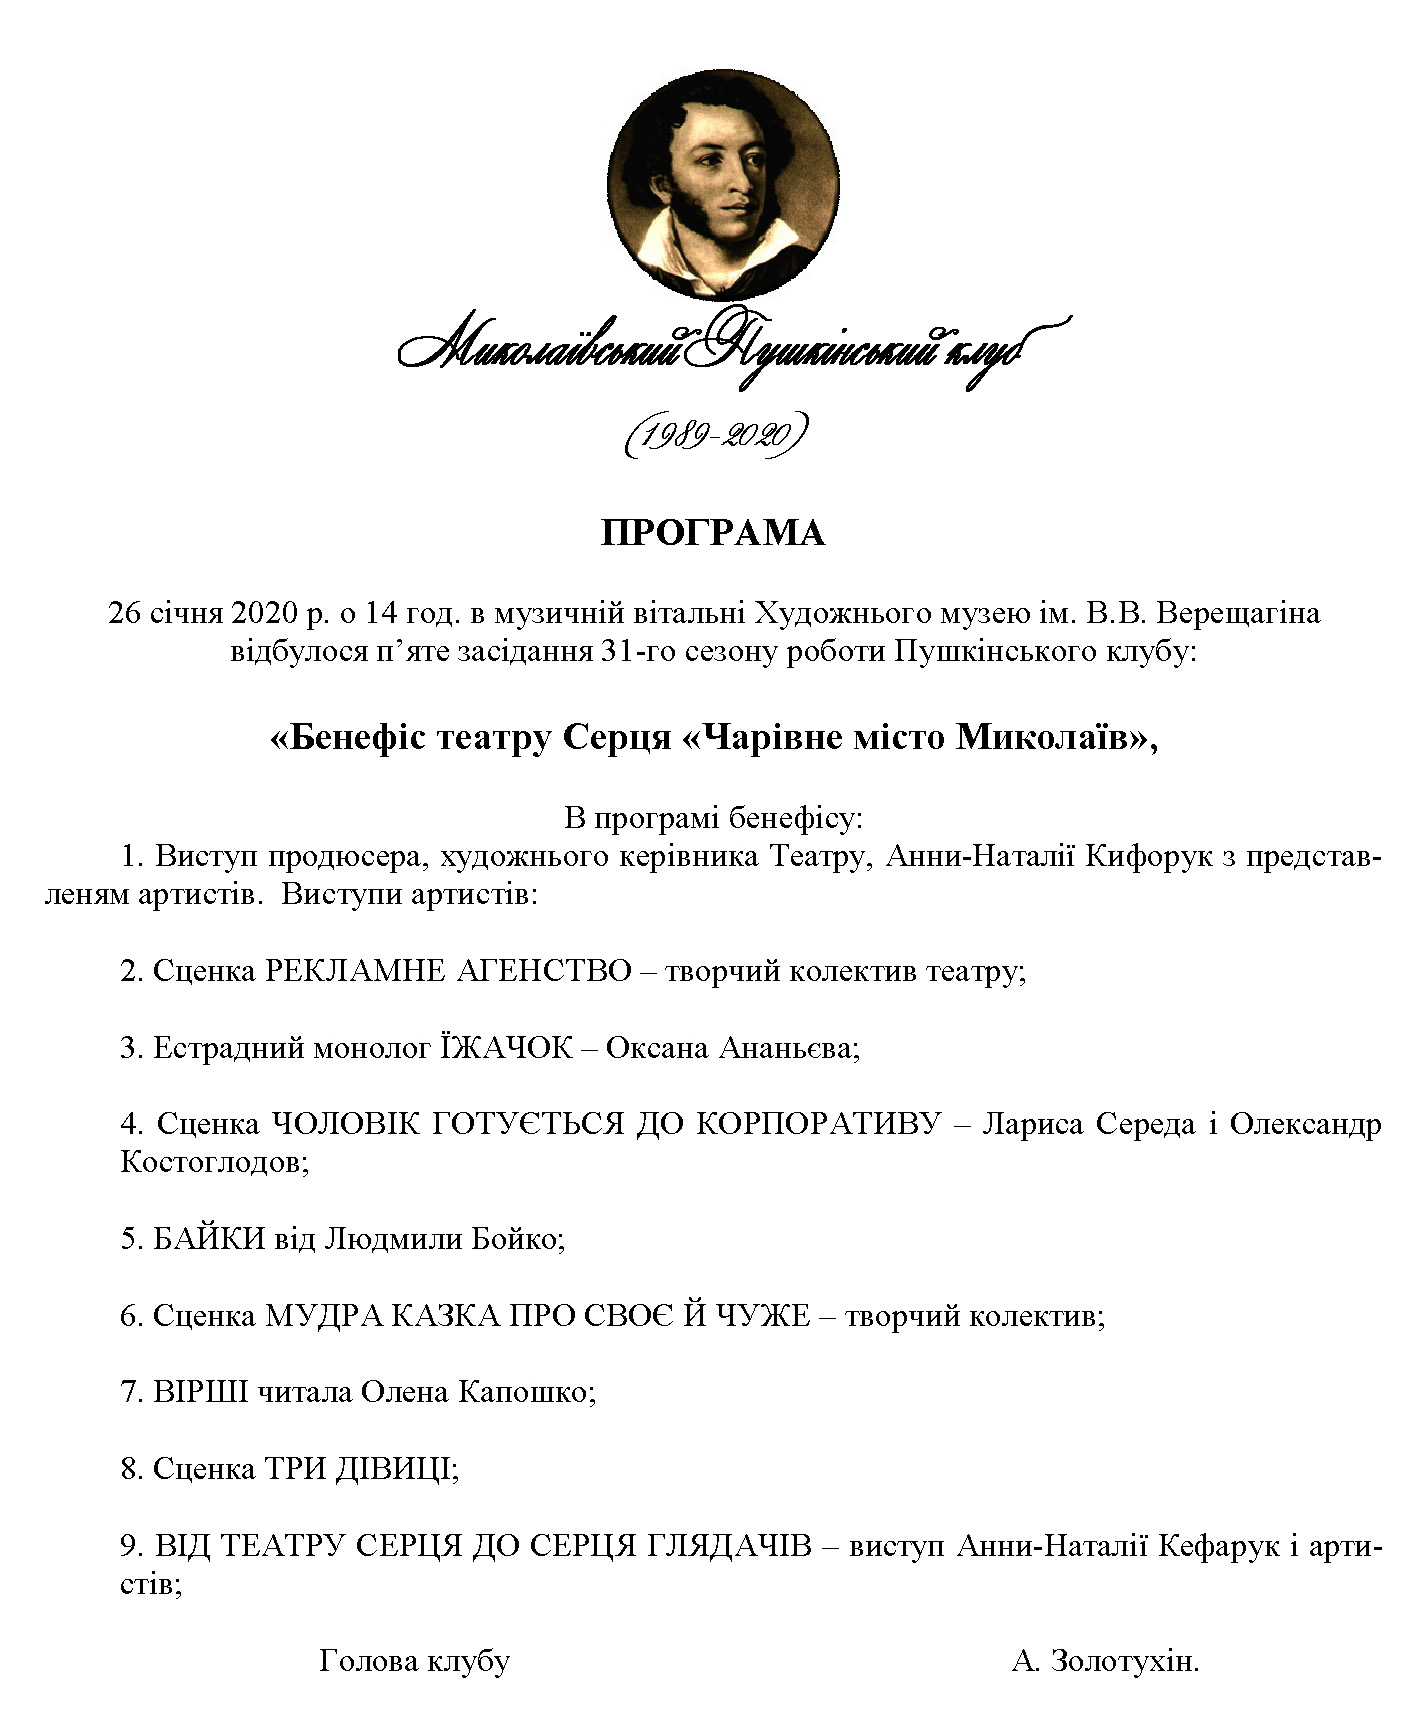 Миколаївський Пушкінський клуб
(1989-2020)
ПРОГРАМА
26 січня 2020 р. о 14 год. в музичній вітальні Художнього музею ім. В.В. Верещагіна
відбулося п’яте засідання 31-го сезону роботи Пушкінського клубу:
«Бенефіс театру Серця «Чарівне місто Миколаїв»,
В програмі бенефісу:
1. Виступ продюсера, художнього керівника Театру, Анни-Наталії Кифорук з представ-
леням артистів.  Виступи артистів:
2. Сценка РЕКЛАМНЕ АГЕНСТВО – творчий колектив театру;
3. Естрадний монолог ЇЖАЧОК – Оксана Ананьєва;
4. Сценка ЧОЛОВІК ГОТУЄТЬСЯ ДО КОРПОРАТИВУ – Лариса Середа і Олександр
Костоглодов;
5. БАЙКИ від Людмили Бойко;
6. Сценка МУДРА КАЗКА ПРО СВОЄ Й ЧУЖЕ – творчий колектив;
7. ВІРШІ читала Олена Капошко;
8. Сценка ТРИ ДІВИЦІ;
9. ВІД ТЕАТРУ СЕРЦЯ ДО СЕРЦЯ ГЛЯДАЧІВ – виступ Анни-Наталії Кефарук і арти-
стів;
Голова клубу А. Золотухін.